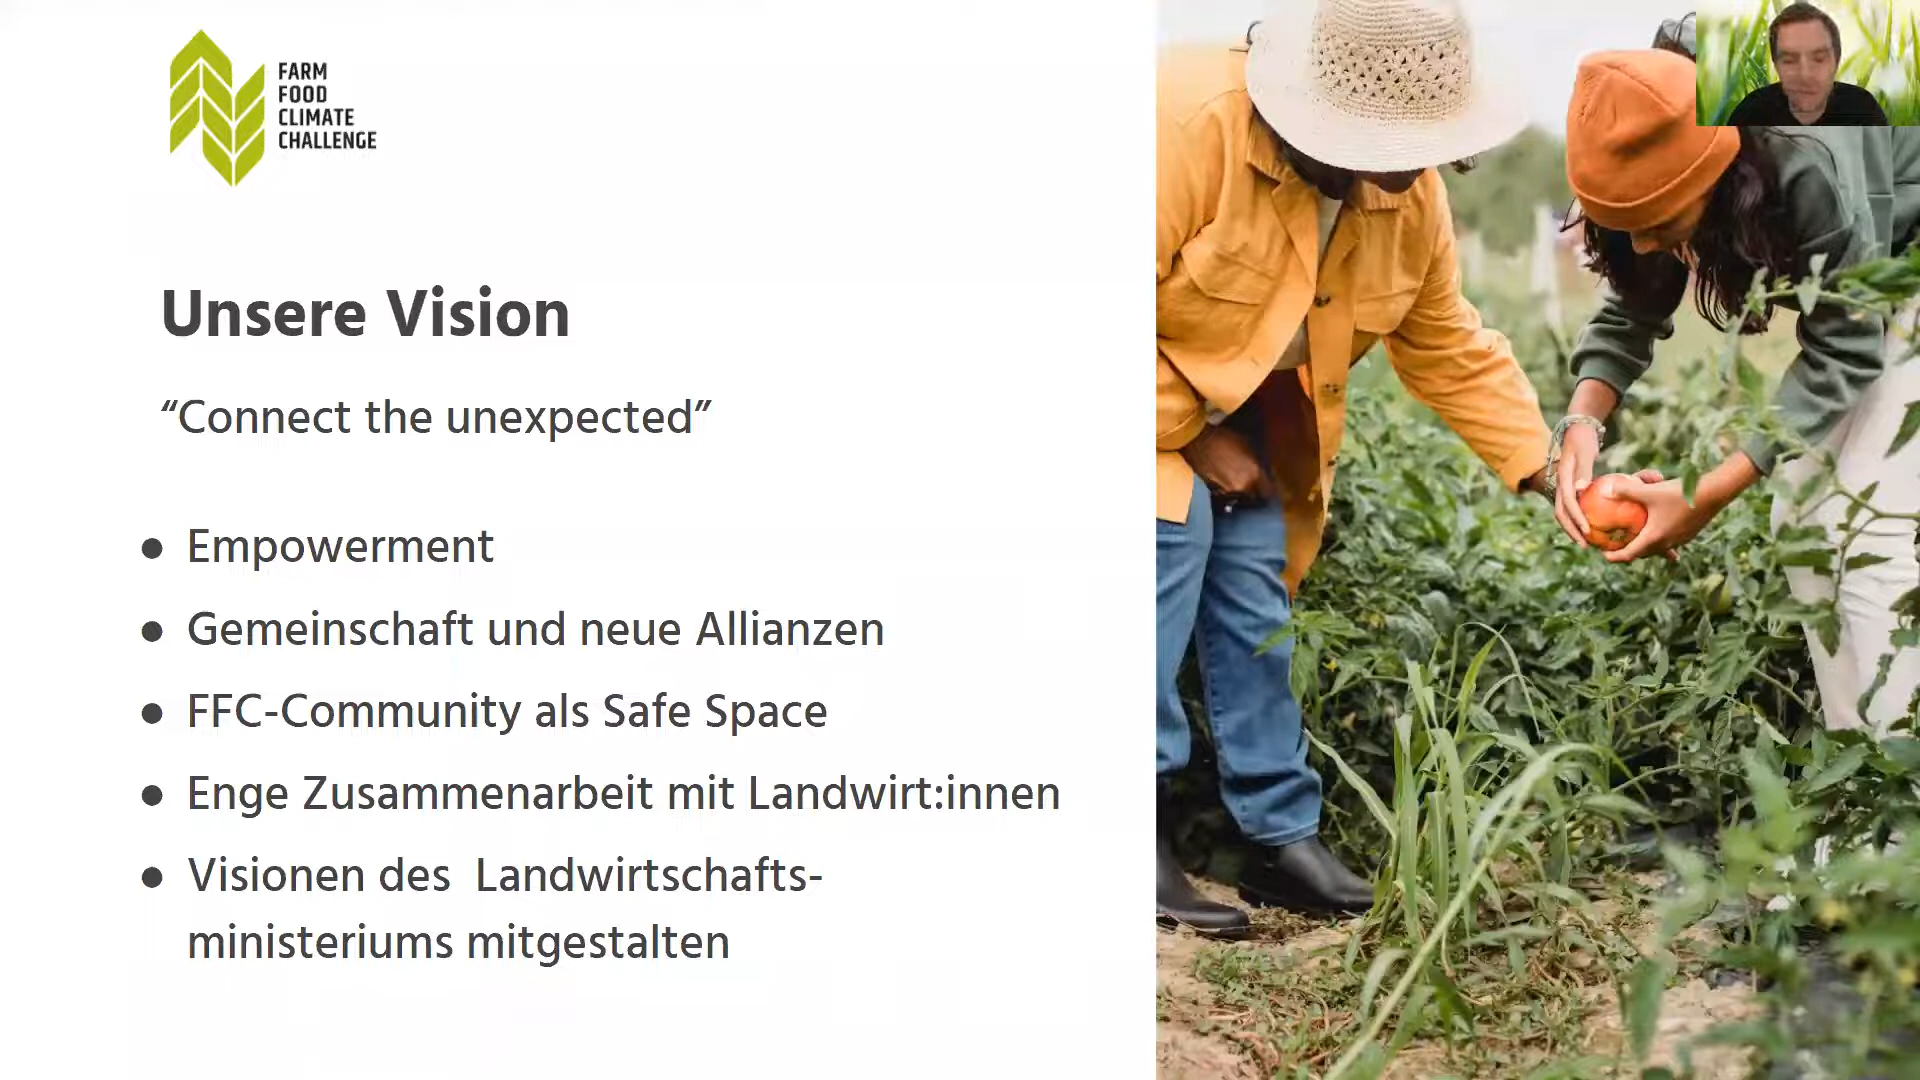 FARM
FOOD
CLIMATE
CHALLENGE
Unsere Vision
“Connect the unexpected”
● Empowerment
● Gemeinschaft und neue Allianzen
● FFC-Community als Safe Space
● Enge Zusammenarbeit mit Landwirt:innen
● Visionen des  Landwirtschafts-
ministeriums mitgestalten